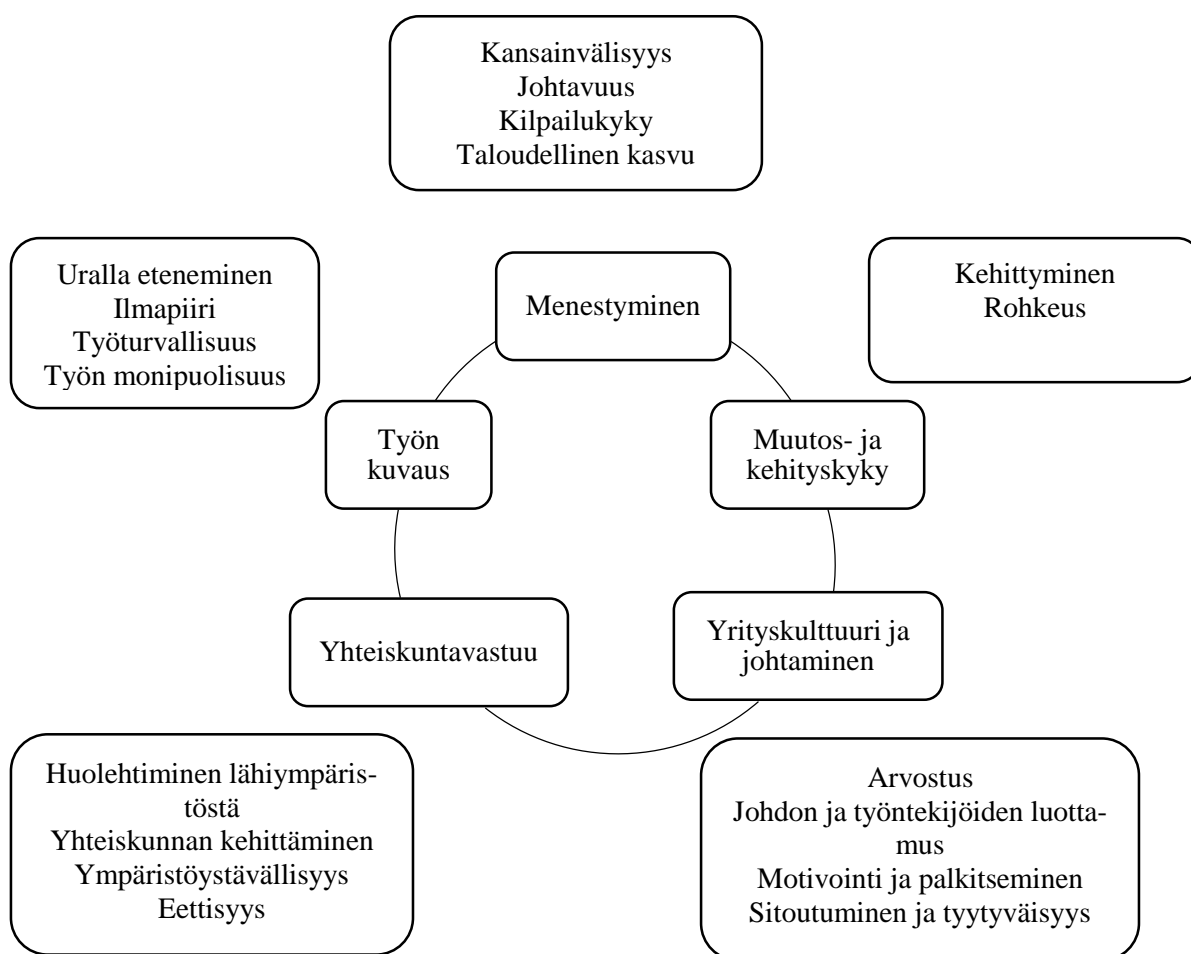 Kansainvälisyys
Johtavuus
Kilpailukyky
Taloudellinen kasvu
Uralla eteneminen
Ilmapiiri
Työturvallisuus
Työn monipuolisuus
Menestyminen
Kehittyminen
Rohkeus
Työn
kuvaus
Muutos- ja
kehityskyky
Yhteiskuntavastuu
Yrityskulttuuri ja
johtaminen
Huolehtiminen lähiympäris-
töstä
Yhteiskunnan kehittäminen
Ympäristöystävällisyys
Eettisyys
Arvostus
Johdon ja työntekijöiden luotta-
mus
Motivointi ja palkitseminen
Sitoutuminen ja tyytyväisyys